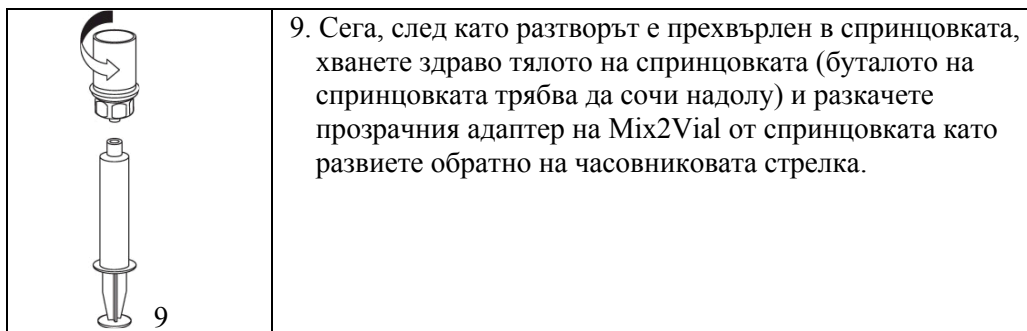 9. Сега, след като разтворът е прехвърлен в спринцовката,
хванете здраво тялото на спринцовката (буталото на
спринцовката трябва да сочи надолу) и разкачете
прозрачния адаптер на Mix2Vial от спринцовката като
развиете обратно на часовниковата стрелка.
9